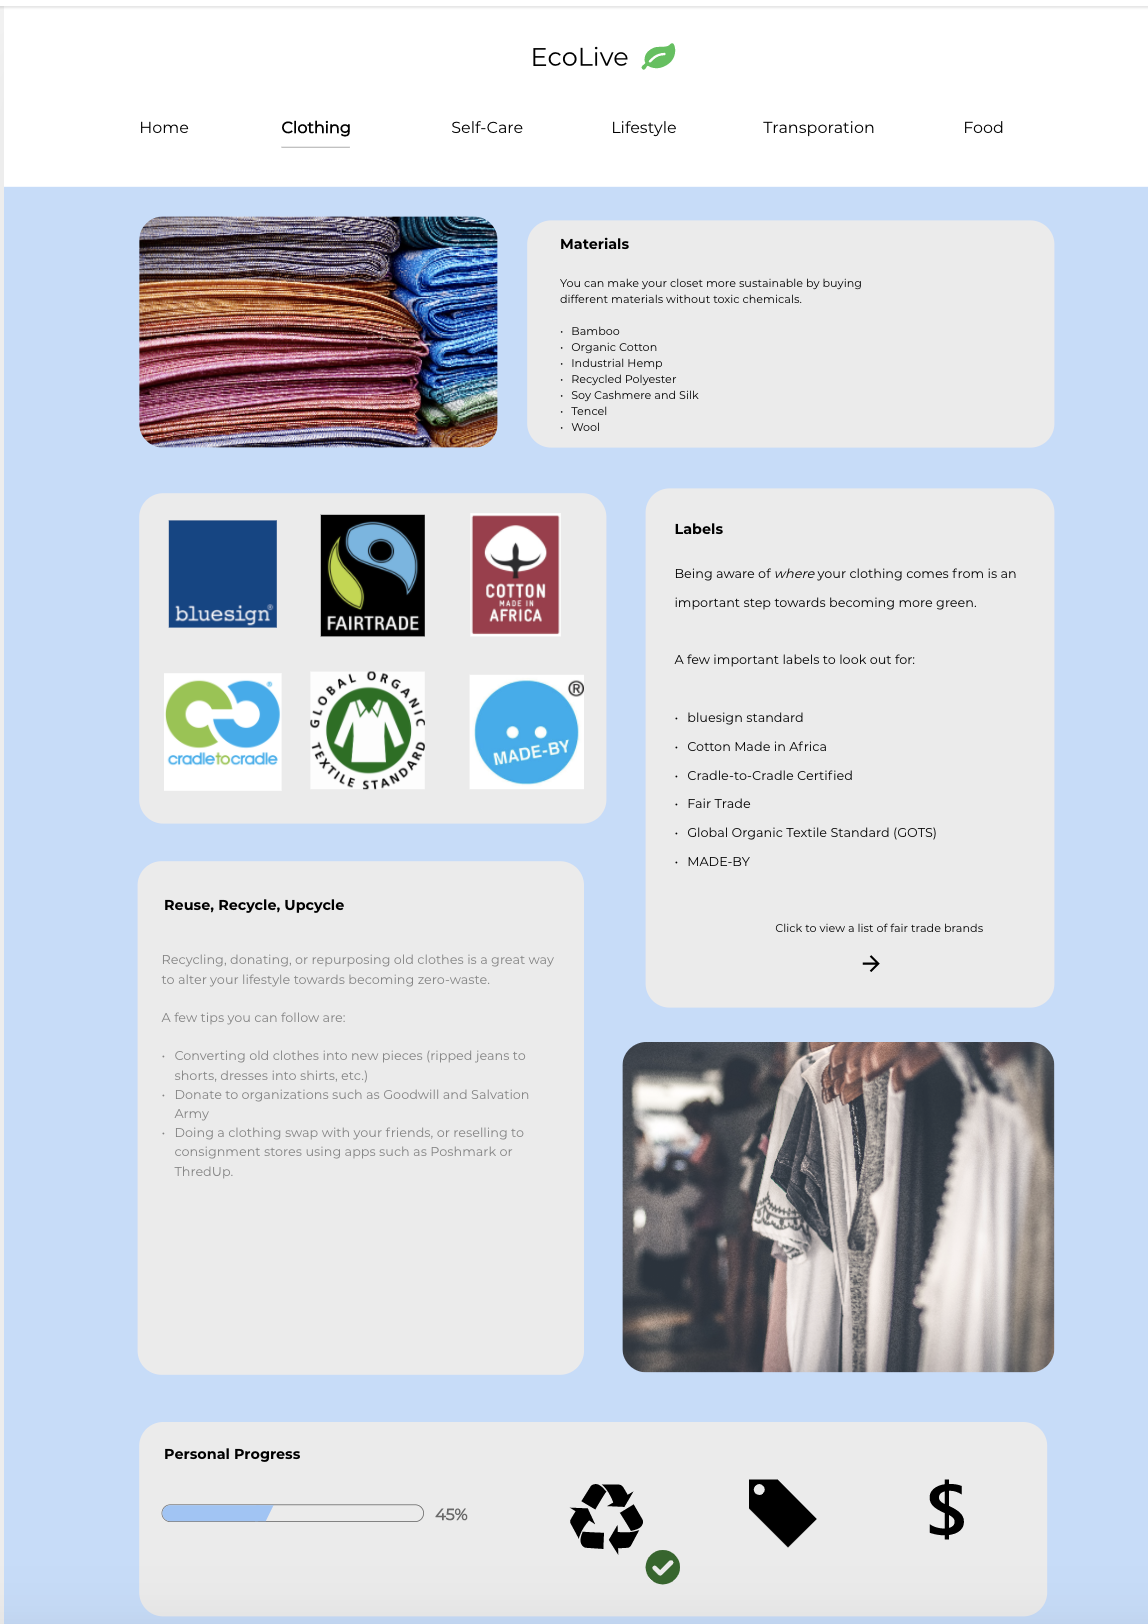 EcoLive
Home Clothing Self-Care Lifestyle Transporation Food
Materials
You can make your closet more sustainable by buying
different materials without toxic chemicals.
• Bamboo
• Organic Cotton
• Industrial Hemp
• Recycled Polyester
• Soy Cashmere and Silk
• Tencel
• Wool
bluesign®
FAIRTRADE
COTTON
MADE IN
AFRICA
cradletocradle
®
GLOBAL ORGANIC
TEXTILE STANDARD
MADE-BY
®
Labels
Being aware of where your clothing comes from is an
important step towards becoming more green.
A few important labels to look out for:
• bluesign standard
• Cotton Made in Africa
• Cradle-to-Cradle Certified
• Fair Trade
• Global Organic Textile Standard (GOTS)
• MADE-BY
Click to view a list of fair trade brands
Reuse, Recycle, Upcycle
Recycling, donating, or repurposing old clothes is a great way
to alter your lifestyle towards becoming zero-waste.
A few tips you can follow are:
• Converting old clothes into new pieces (ripped jeans to
shorts, dresses into shirts, etc.)
• Donate to organizations such as Goodwill and Salvation
Army
• Doing a clothing swap with your friends, or reselling to
consignment stores using apps such as Poshmark or
ThredUp.
Personal Progress
45%
$